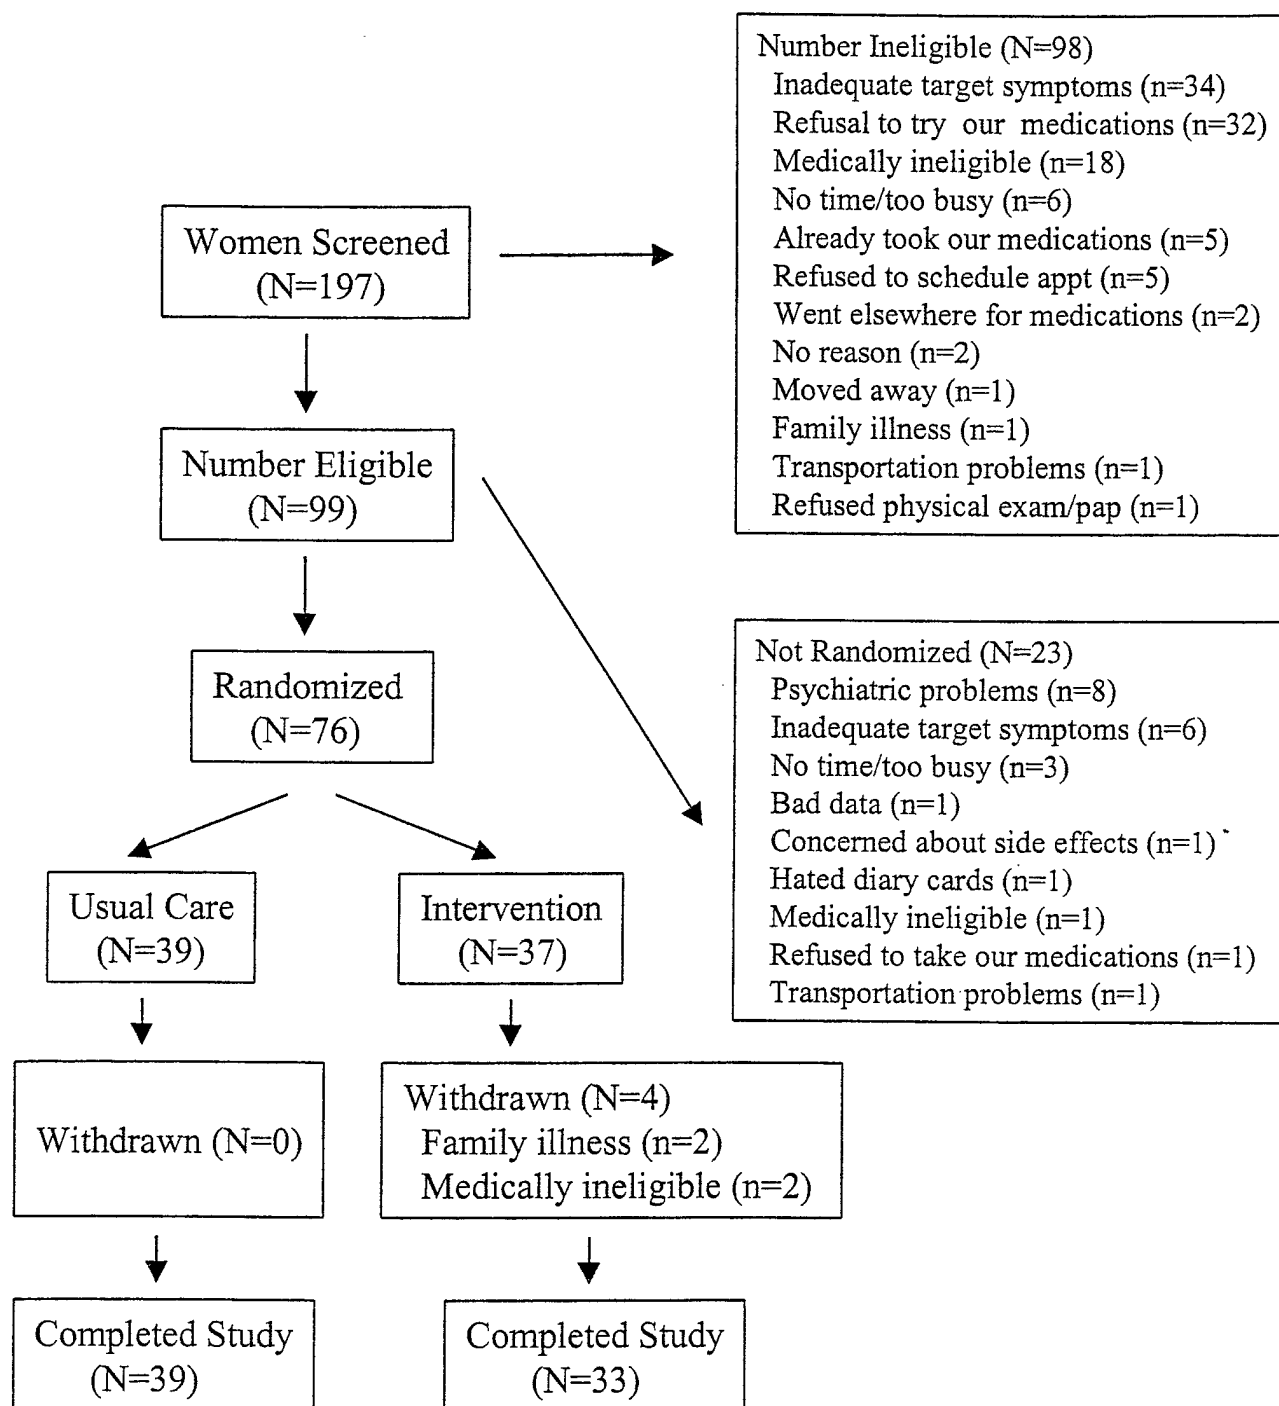 Women Screened
(N=197)
Number Ineligible (N=98)
Inadequate target symptoms (n=34)
Refusal to try our medications (n=32)
Medically ineligible (n=18)
No time/too busy (n=6)
Already took our medications (n=5)
Refused to schedule appt (n=5)
Went elsewhere for medications (n=2)
No reason (n=2)
Moved away (n=1)
Family illness (n=1)
Transportation problems (n=1)
Refused physical exam/pap (n=1)
Number Eligible
(N=99)
Not Randomized (N=23)
Psychiatric problems (n=8)
Inadequate target symptoms (n=6)
No time/too busy (n=3)
Bad data (n=1)
Concerned about side effects (n=1)
Hated diary cards (n=1)
Medically ineligible (n=1)
Refused to take our medications (n=1)
Transportation problems (n=1)
Randomized
(N=76)
Usual Care
(N=39)
Intervention
(N=37)
Withdrawn (N=0)
Withdrawn (N=4)
Family illness (n=2)
Medically ineligible (n=2)
Completed Study
(N=39)
Completed Study
(N=33)